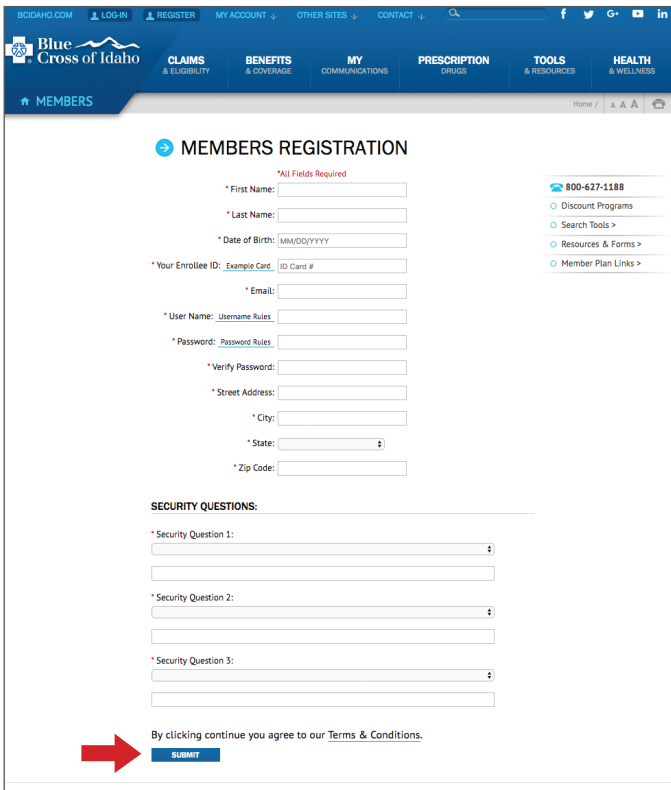 BCIDAHO.COM LOG-IN REGISTER MY ACCOUNT OTHER SITES CONTACT f G+ in
Blue
Cross of Idaho
CLAIMS BENEFITS MY PRESCRIPTION TOOLS HEALTH
& ELIGIBILITY & COVERAGE COMMUNICATIONS DRUGS & RESOURCES & WELLNESS
MEMBERS
Home / A A A
MEMBERS REGISTRATION
*All Fields Required
* First Name:
* Last Name:
* Date of Birth: MM/DD/YYYY
* Your Enrollee ID: Example Card ID Card #
* Email:
* User Name: Username Rules
* Password: Password Rules
* Verify Password:
* Street Address:
* City:
* State:
* Zip Code:
800-627-1188
Discount Programs
Search Tools >
Resources & Forms >
Member Plan Links >
SECURITY QUESTIONS:
* Security Question 1:
* Security Question 2:
* Security Question 3:
By clicking continue you agree to our Terms & Conditions.
SUBMIT